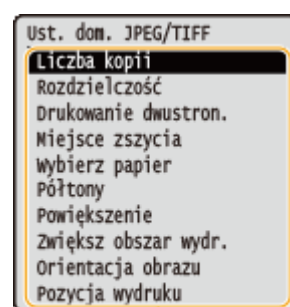 Ust. dom. JPEG/TIFF
Liczba kopii
Rozdzielczość
Drukowanie dwustron.
Miejsce zszycia
Wybierz papier
Półtony
Powiększenie
Zwiększ obszar wydr.
Orientacja obrazu
Pozycja wydruku